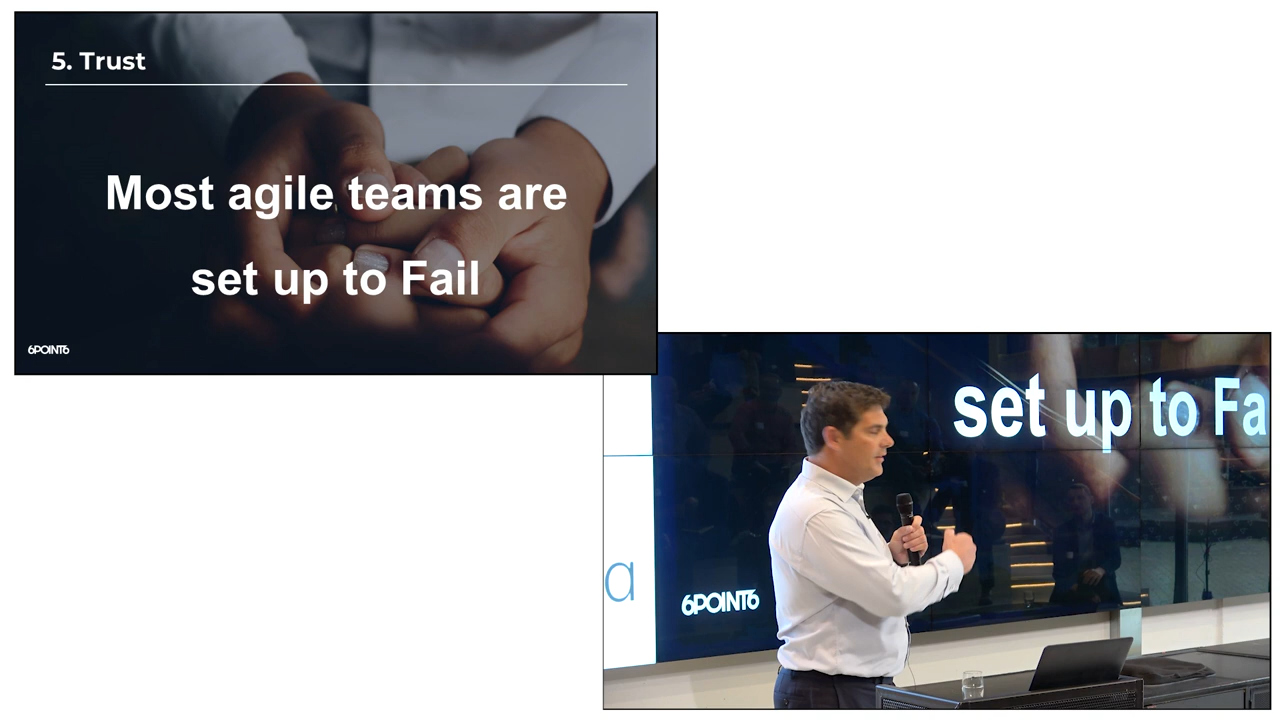 5. Trust
Most agile teams are
set up to Fail
6POINT6
set up to Fa
a
6POINT6